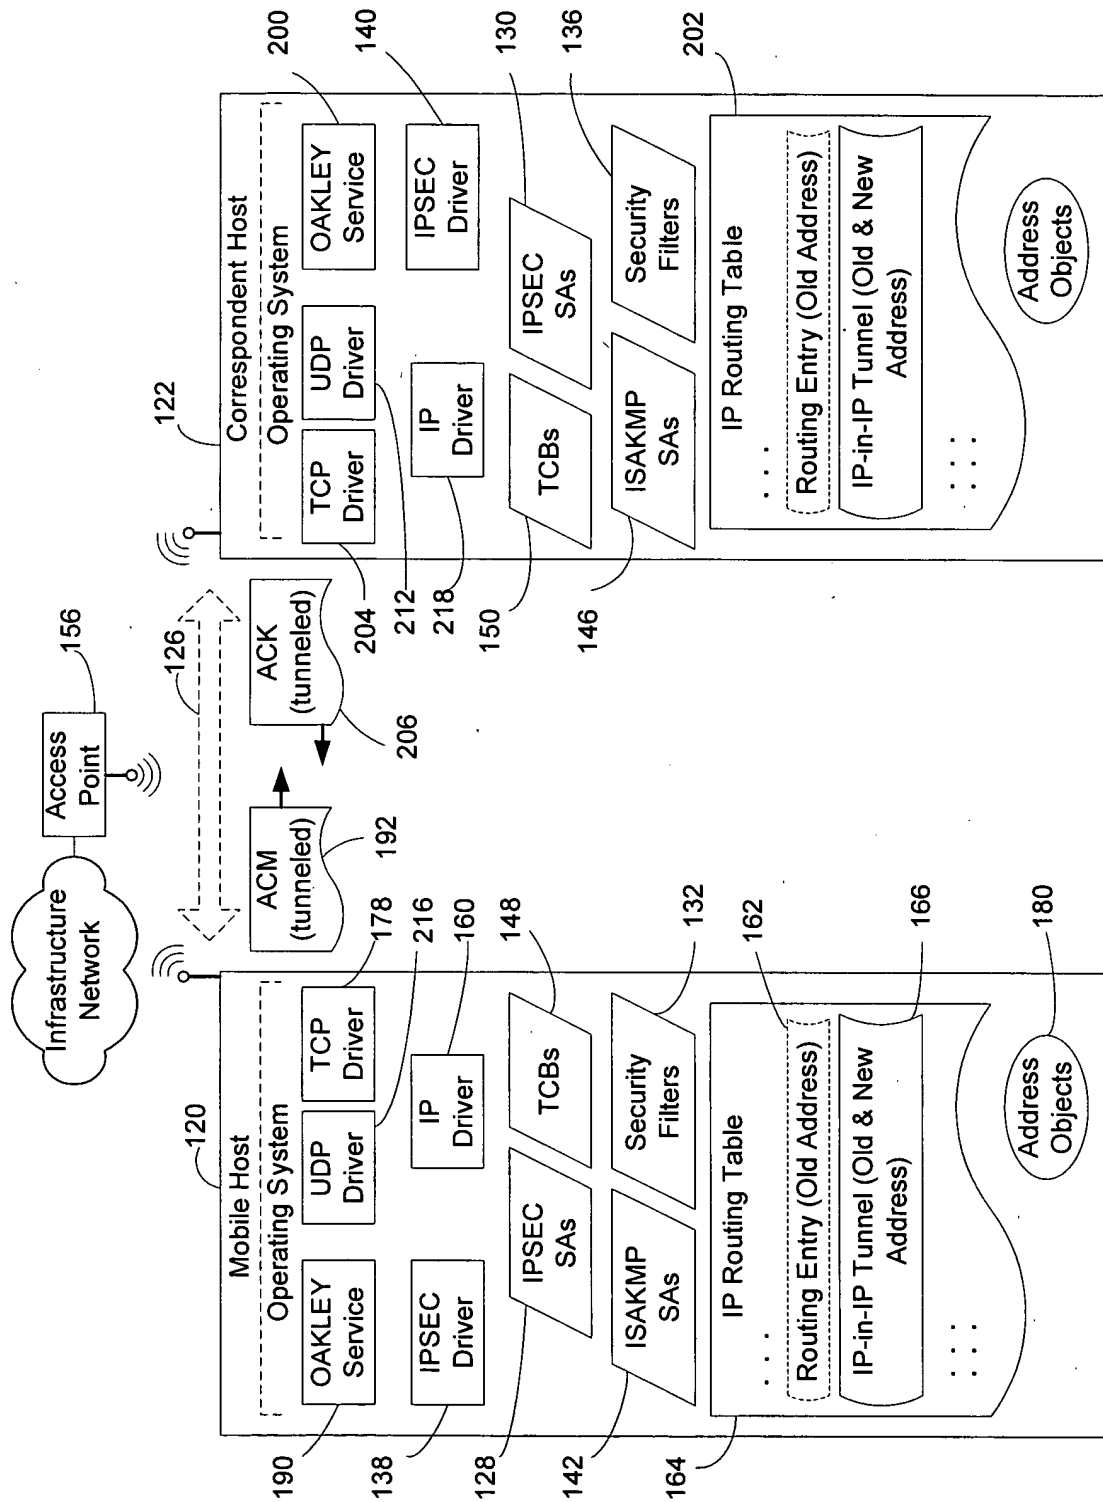 Infrastructure
Network
Access
Point
156
126
120
Mobile Host
Operating System
OAKLEY
Service
UDP
Driver
TCP
Driver
190
178
216
IPSEC
Driver
IP
Driver
138
160
IPSEC
SAs
TCBs
128
148
ISAKMP
SAs
Security
Filters
142
132
IP Routing Table
164
. . .
Routing Entry (Old Address)
162
IP-in-IP Tunnel (Old & New
Address)
166
. . .
. . .
Address
Objects
180
ACM
(tunneled)
192
ACK
(tunneled)
206
122
Correspondent Host
Operating System
TCP
Driver
UDP
Driver
OAKLEY
Service
204
212
200
IP
Driver
IPSEC
Driver
218
140
TCBs
IPSEC
SAs
150
130
ISAKMP
SAs
Security
Filters
146
136
IP Routing Table
202
. . .
Routing Entry (Old Address)
IP-in-IP Tunnel (Old & New
Address)
. . .
. . .
Address
Objects